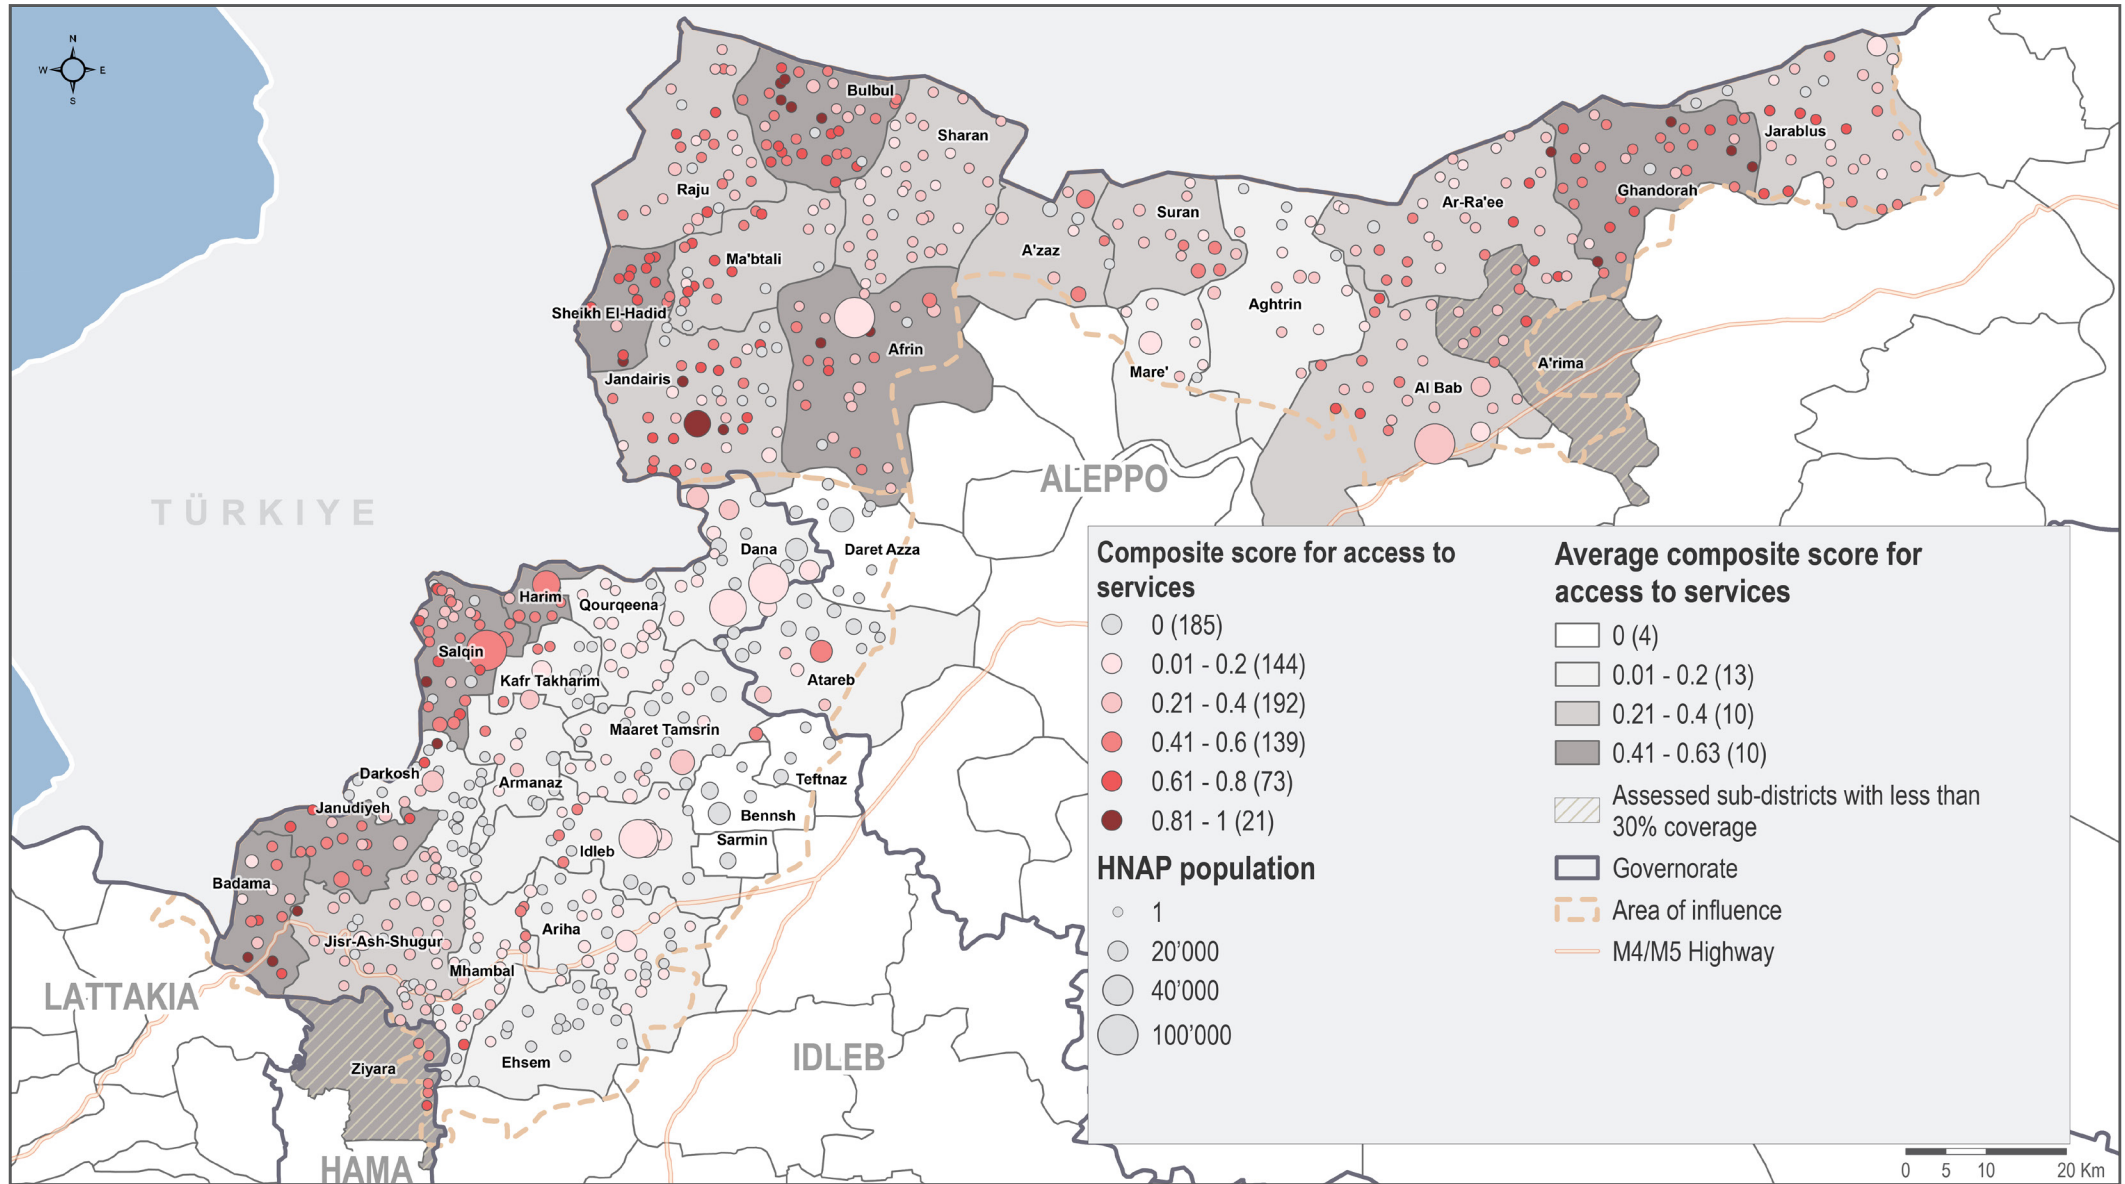 N
W E
S
Bulbul
Sharan
Jarablus
Raju
Ghandorah
Ar-Ra'ee
Suran
A'zaz
Ma'btali
Aghtrin
Sheikh El-Hadid
Afrin
A'rima
Mare'
Jandairis
Al Bab
ALEPPO
TÜRKIYE
Dana
Daret Azza
Harim
Qourqeena
Salqin
Kafr Takharim
Atareb
Maaret Tamsrin
Darkosh
Armanaz
Teftnaz
Janudiyeh
Bennsh
Sarmin
Idleb
Badama
Ariha
Jisr-Ash-Shugur
Mhambal
LATTAKIA
Ehsem
IDLEB
Ziyara
HAMA
Composite score for access to
services
0 (185)
0.01 - 0.2 (144)
0.21 - 0.4 (192)
0.41 - 0.6 (139)
0.61 - 0.8 (73)
0.81 - 1 (21)
HNAP population
1
20’000
40’000
100’000
Average composite score for
access to services
0 (4)
0.01 - 0.2 (13)
0.21 - 0.4 (10)
0.41 - 0.63 (10)
Assessed sub-districts with less than
30% coverage
Governorate
Area of influence
M4/M5 Highway
0 5 10 20 Km